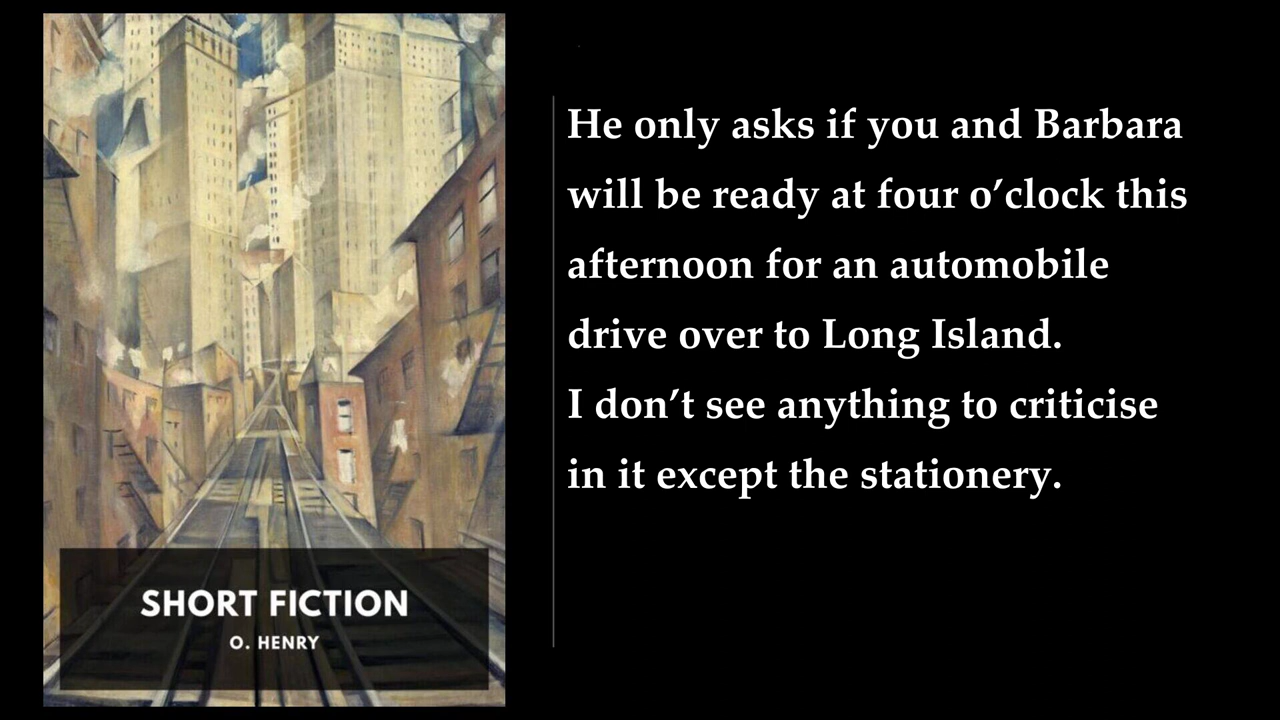 He only asks if you and Barbara
will be ready at four o’clock this
afternoon for an automobile
drive over to Long Island.
I don’t see anything to criticise
in it except the stationery.
SHORT FICTION
O. HENRY